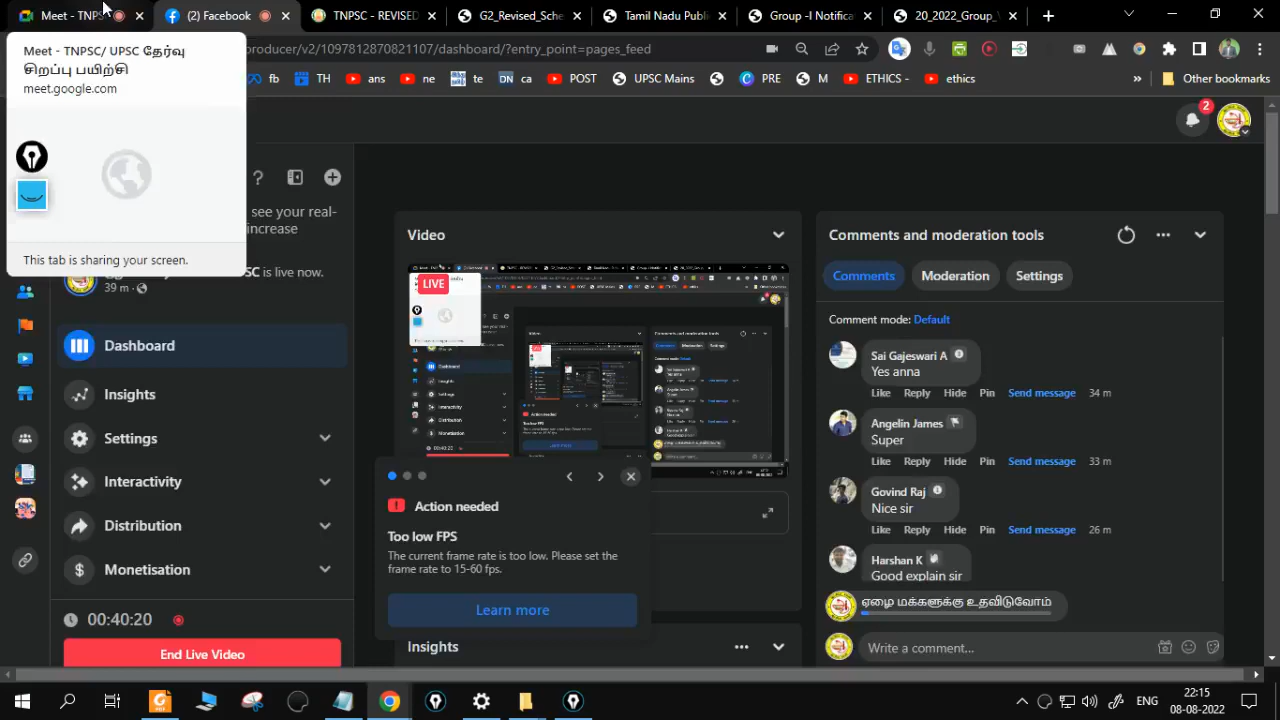 Meet - TNPS
(2) Facebook
TNPSC - REVISED
G2_Revised_Sche
Tamil Nadu Publi
Group -I Notifica
20_2022_Group_
Meet - TNPSC/ UPSC தேர்வு
சிறப்பு பயிற்சி
meet.google.com
This tab is sharing your screen.
producer/v2/1097812870821107/dashboard/?entry_point=pages_feed
fb
TH
ans
ne
te
ca
POST
UPSC Mains
PRE
M
ETHICS -
ethics
»
Other bookmarks
2
see your real-
increase
SC is live now.
39 m
Dashboard
Insights
Settings
Interactivity
Distribution
Monetisation
00:40:20
End Live Video
Video
LIVE
Action needed
Too low FPS
The current frame rate is too low. Please set the
frame rate to 15-60 fps.
Learn more
Insights
Comments and moderation tools
Comments
Moderation
Settings
Comment mode: Default
Sai Gajeswari A
Yes anna
Like Reply Hide Pin Send message 34 m
Angelin James
Super
Like Reply Hide Pin Send message 33 m
Govind Raj
Nice sir
Like Reply Hide Pin Send message 26 m
Harshan K
Good explain sir
ஏழை மக்களுக்கு உதவிடுவோம்
Write a comment...
ENG
22:15
08-08-2022